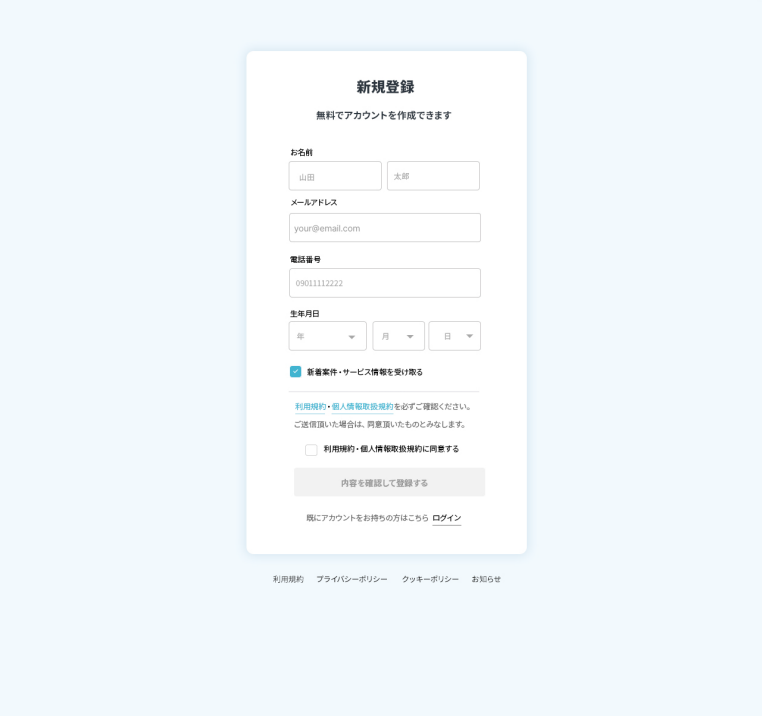 新規登録
無料でアカウントを作成できます
お名前
山田 太郎
メールアドレス
your@email.com
電話番号
09011112222
生年月日
年 月 日
新着案件・サービス情報を受け取る
利用規約・個人情報取扱規約を必ずご確認ください。
ご送信頂いた場合は、同意頂いたものとみなします。
利用規約・個人情報取扱規約に同意する
内容を確認して登録する
既にアカウントをお持ちの方はこちら ログイン
利用規約 プライバシーポリシー クッキーポリシー お知らせ